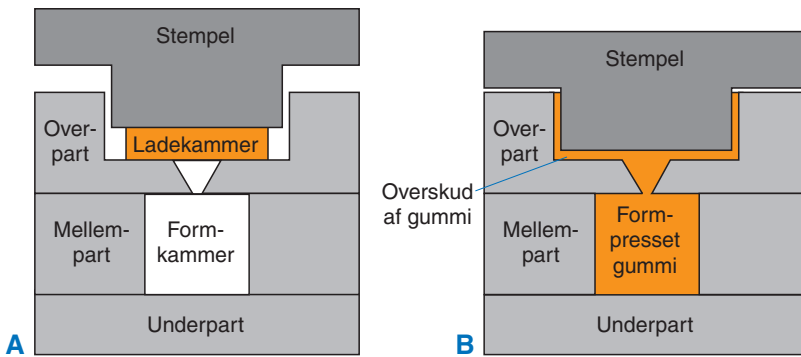 Stempel
Over-
part
Ladekammer
Mellem-
part
Form-
kammer
Underpart
A
Stempel
Over-
part
Overskud
af gummi
Mellem-
part
Form-
presset
gummi
Underpart
B